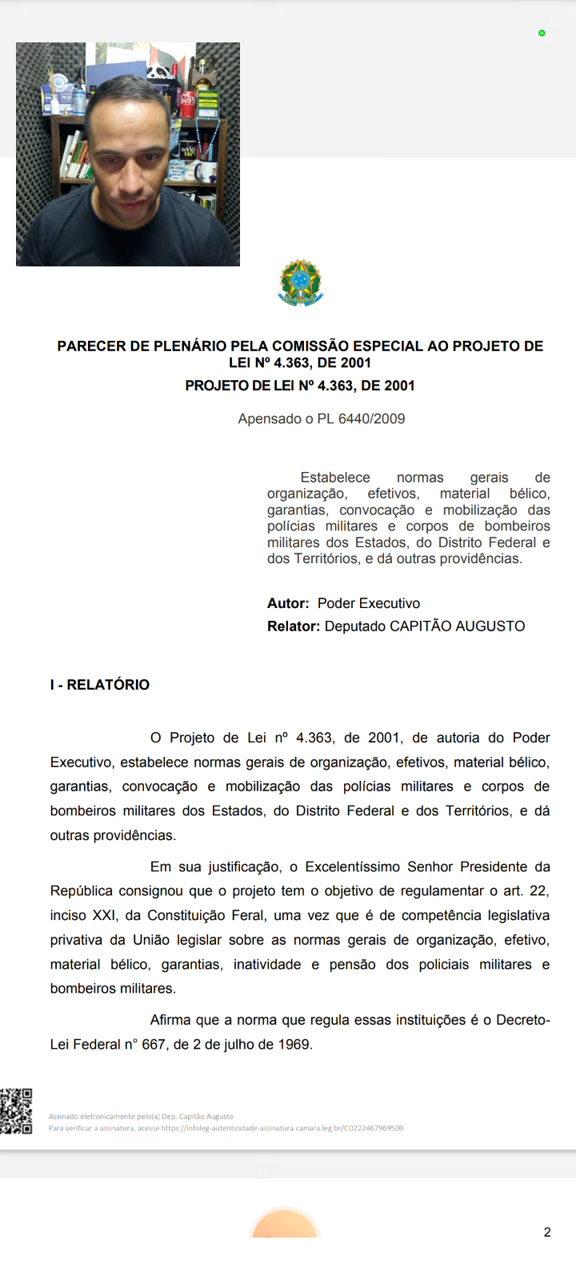 PARECER DE PLENÁRIO PELA COMISSÃO ESPECIAL AO PROJETO DE
LEI Nº 4.363, DE 2001
PROJETO DE LEI Nº 4.363, DE 2001
Apensado o PL 6440/2009
Estabelece normas gerais de
organização, efetivos, material bélico,
garantias, convocação e mobilização das
polícias militares e corpos de bombeiros
militares dos Estados, do Distrito Federal e
dos Territórios, e dá outras providências.
Autor: Poder Executivo
Relator: Deputado CAPITÃO AUGUSTO
I - RELATÓRIO
O Projeto de Lei nº 4.363, de 2001, de autoria do Poder
Executivo, estabelece normas gerais de organização, efetivos, material bélico,
garantias, convocação e mobilização das polícias militares e corpos de
bombeiros militares dos Estados, do Distrito Federal e dos Territórios, e dá
outras providências.
Em sua justificação, o Excelentíssimo Senhor Presidente da
República consignou que o projeto tem o objetivo de regulamentar o art. 22,
inciso XXI, da Constituição Feral, uma vez que é de competência legislativa
privativa da União legislar sobre as normas gerais de organização, efetivo,
material bélico, garantias, inatividade e pensão dos policiais militares e
bombeiros militares.
Afirma que a norma que regula essas instituições é o Decreto-
Lei Federal n° 667, de 2 de julho de 1969.
Assinado eletronicamente pelo(a) Dep. Capitão Augusto
Para verificar a assinatura, acesse https://infoleg-autenticidade-assinatura.camara.leg.br/CD222467969500
2